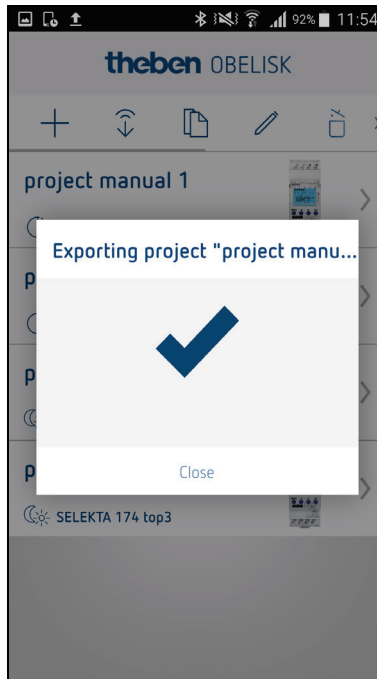 92% 11:54
theben OBELISK
project manual 1
Exporting project "project manu...
p
p
p
Close
SELEKTA 174 top3